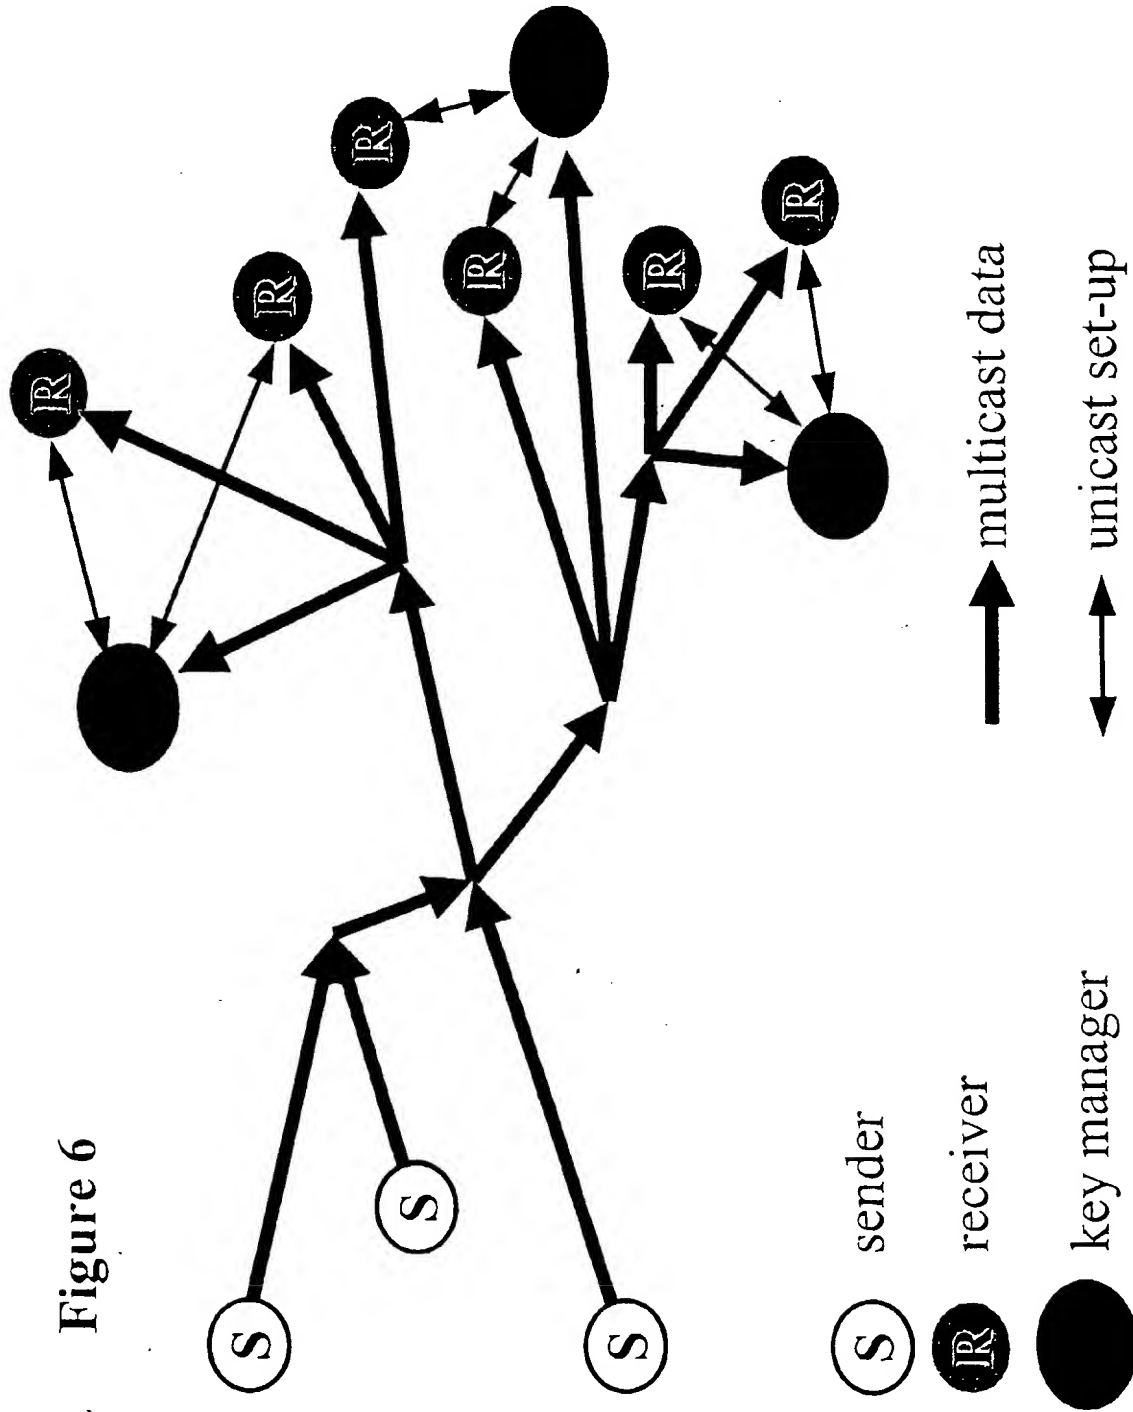 Figure 6
R
S
R
R
S
R
S
R
R
S sender
R receiver
key manager
multicast data
unicast set-up